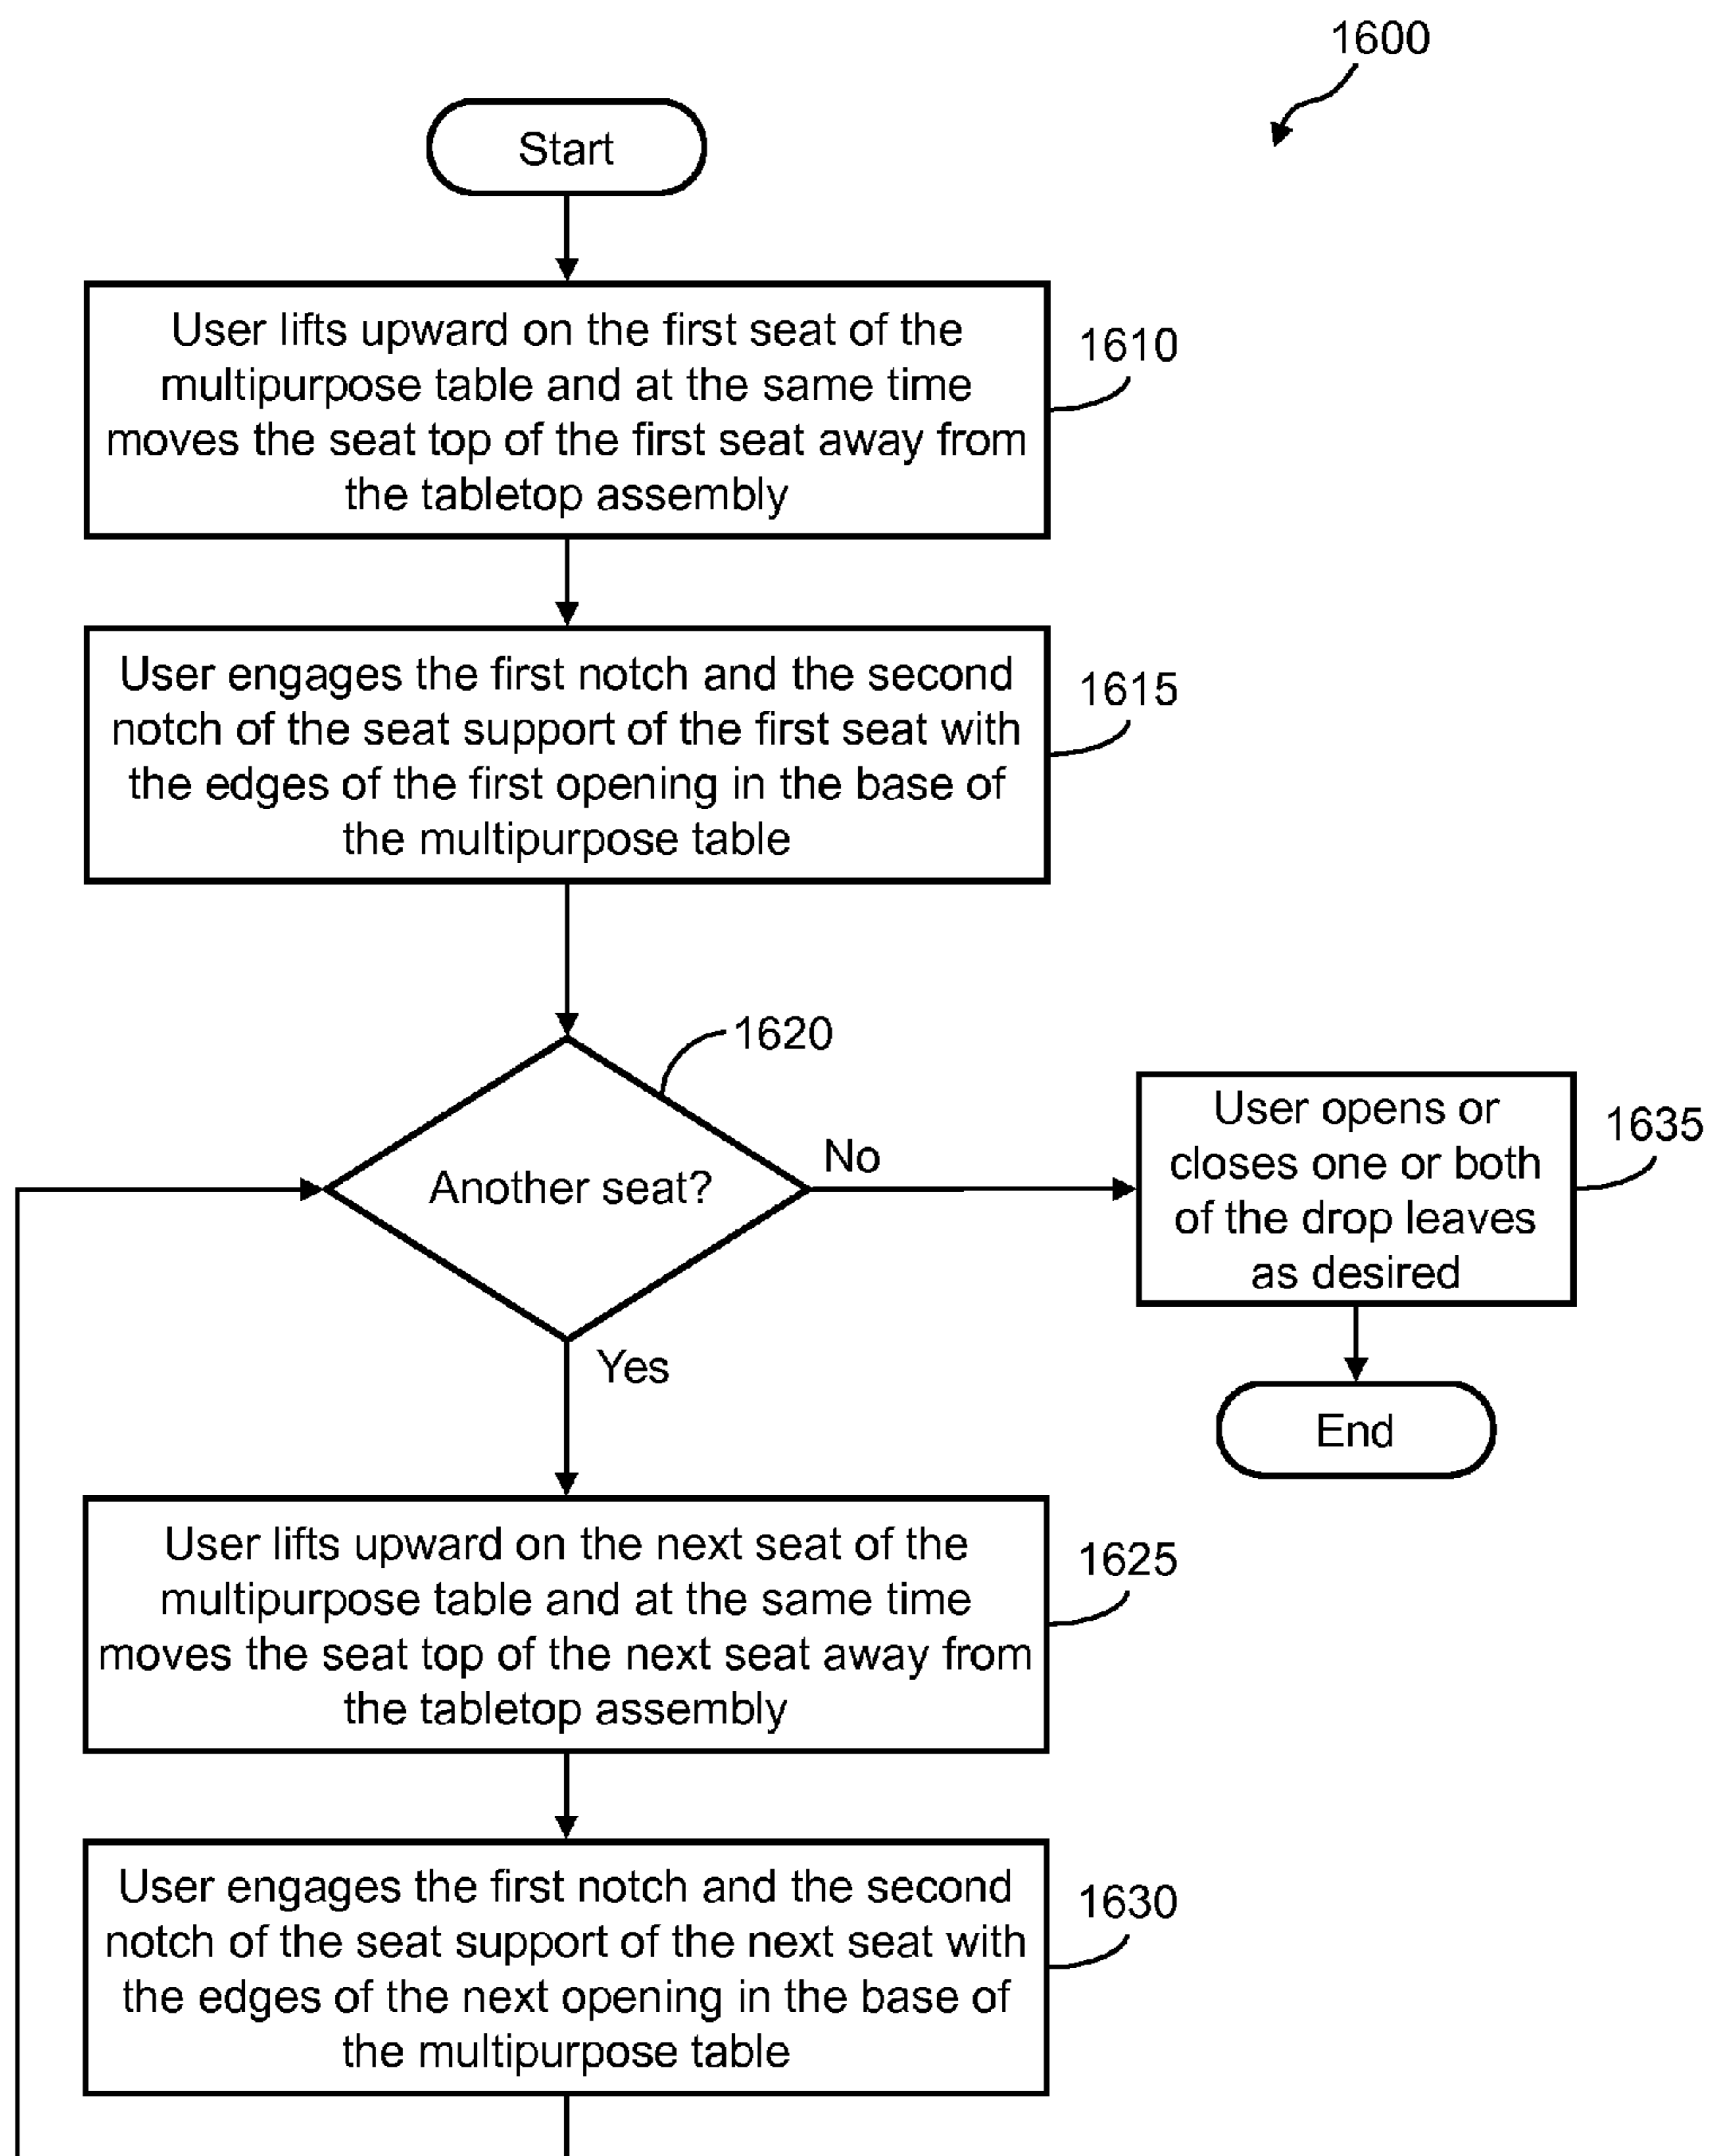 1600
Start
User lifts upward on the first seat of the
multipurpose table and at the same time
moves the seat top of the first seat away from
the tabletop assembly
1610
User engages the first notch and the second
notch of the seat support of the first seat with
the edges of the first opening in the base of
the multipurpose table
1615
1620
Another seat?
No
User opens or
closes one or both
of the drop leaves
as desired
1635
End
Yes
User lifts upward on the next seat of the
multipurpose table and at the same time
moves the seat top of the next seat away from
the tabletop assembly
1625
User engages the first notch and the second
notch of the seat support of the next seat with
the edges of the next opening in the base of
the multipurpose table
1630